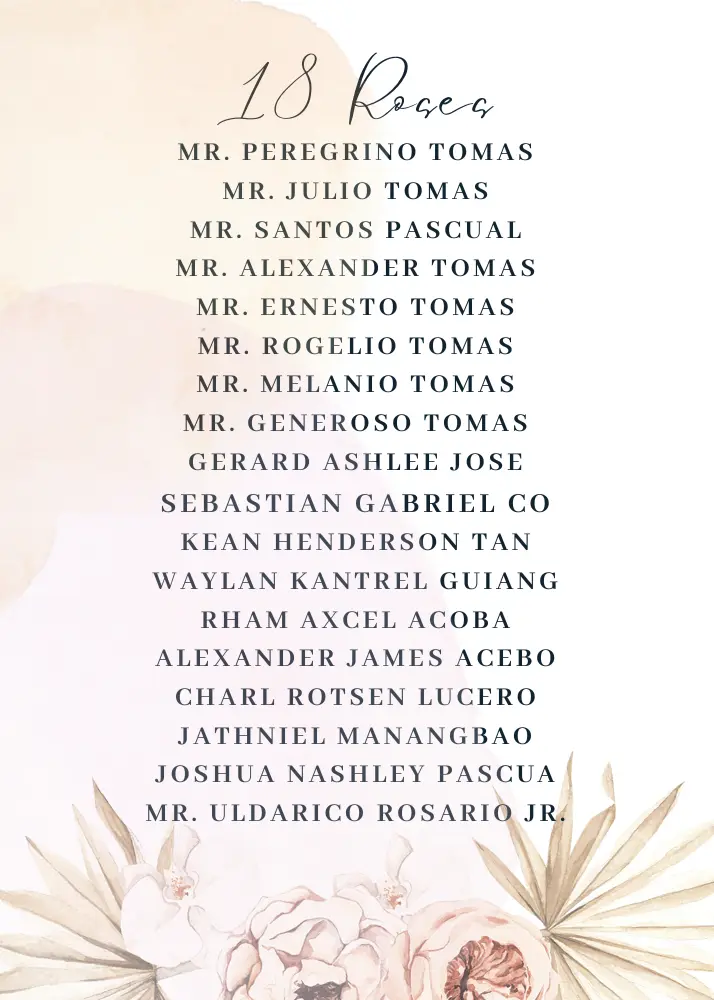 18 Roses
MR. PEREGRINO TOMAS
MR. JULIO TOMAS
MR. SANTOS PASCUAL
MR. ALEXANDER TOMAS
MR. ERNESTO TOMAS
MR. ROGELIO TOMAS
MR. MELANIO TOMAS
MR. GENEROSO TOMAS
GERARD ASHLEE JOSE
SEBASTIAN GABRIEL CO
KEAN HENDERSON TAN
WAYLAN KANTREL GUIANG
RHAM AXCEL ACOBA
ALEXANDER JAMES ACEBO
CHARL ROTSEN LUCERO
JATHNIEL MANANGBAO
JOSHUA NASHLEY PASCUA
MR. ULDARICO ROSARIO JR.